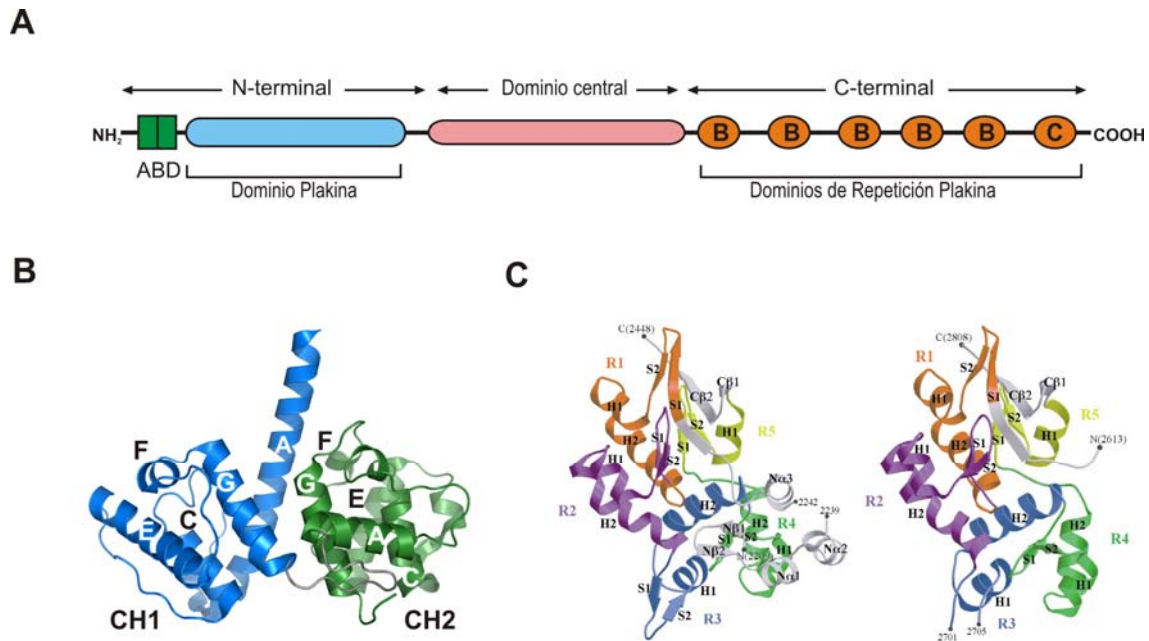 A
N-terminal Dominio central C-terminal
NH2 B B B B B C COOH
ABD
Dominio Plakina Dominios de Repetición Plakina
B
F A F
G G E
E C A
C
CH1 CH2
C
C(2448)
R1 S2
Cβ1
Cβ2
H1 S1
S2 H1
H2 S1 R5
H1 S1
S2
R2 H2 H2 Nα3
2242
2239
Nβ1 H2 R4
S1 S2
Nβ2 H1 Nα2
Nα1
S1 H1
S2 R3
C(2808)
R1 S2
Cβ1
H1 S1 Cβ2
S2 R5
H2 S1 H1 N(2613)
H1 S1
S2
R2 H2 H2
H2 R4
S2
S1 H1
H1
2701 2705 R3